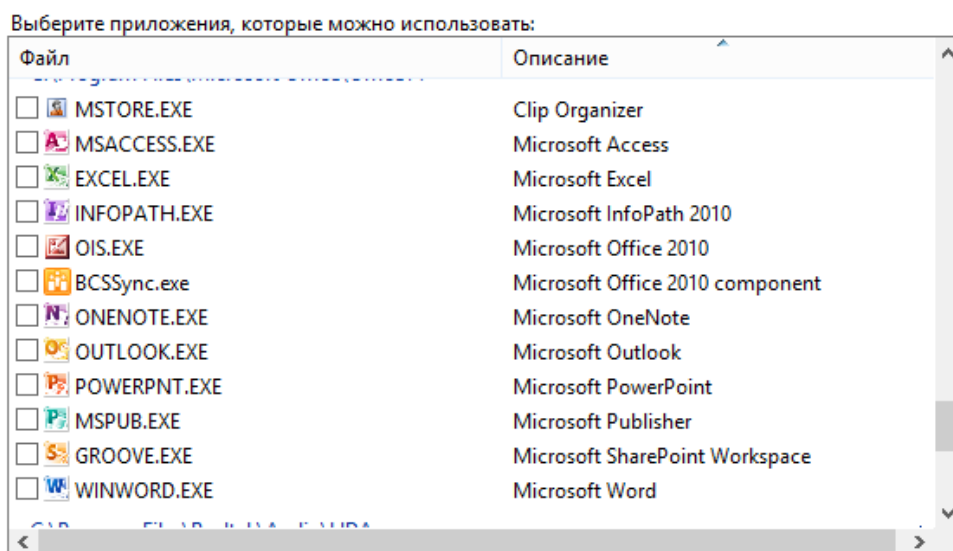 Выберите приложения, которые можно использовать:
Файл Описание
MSTORE.EXE Clip Organizer
MSACCESS.EXE Microsoft Access
EXCEL.EXE Microsoft Excel
INFOPATH.EXE Microsoft InfoPath 2010
OIS.EXE Microsoft Office 2010
BCSSync.exe Microsoft Office 2010 component
ONENOTE.EXE Microsoft OneNote
OUTLOOK.EXE Microsoft Outlook
POWERPNT.EXE Microsoft PowerPoint
MSPUB.EXE Microsoft Publisher
GROOVE.EXE Microsoft SharePoint Workspace
WINWORD.EXE Microsoft Word